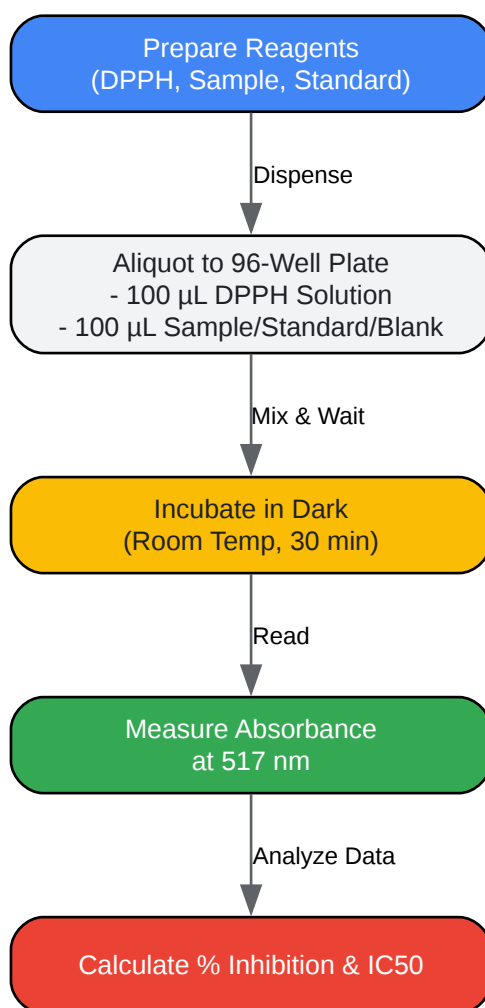 Prepare Reagents
(DPPH, Sample, Standard)
Dispense
Aliquot to 96-Well Plate
- 100 µL DPPH Solution
- 100 µL Sample/Standard/Blank
Mix & Wait
Incubate in Dark
(Room Temp, 30 min)
Read
Measure Absorbance
at 517 nm
Analyze Data
Calculate % Inhibition & IC50